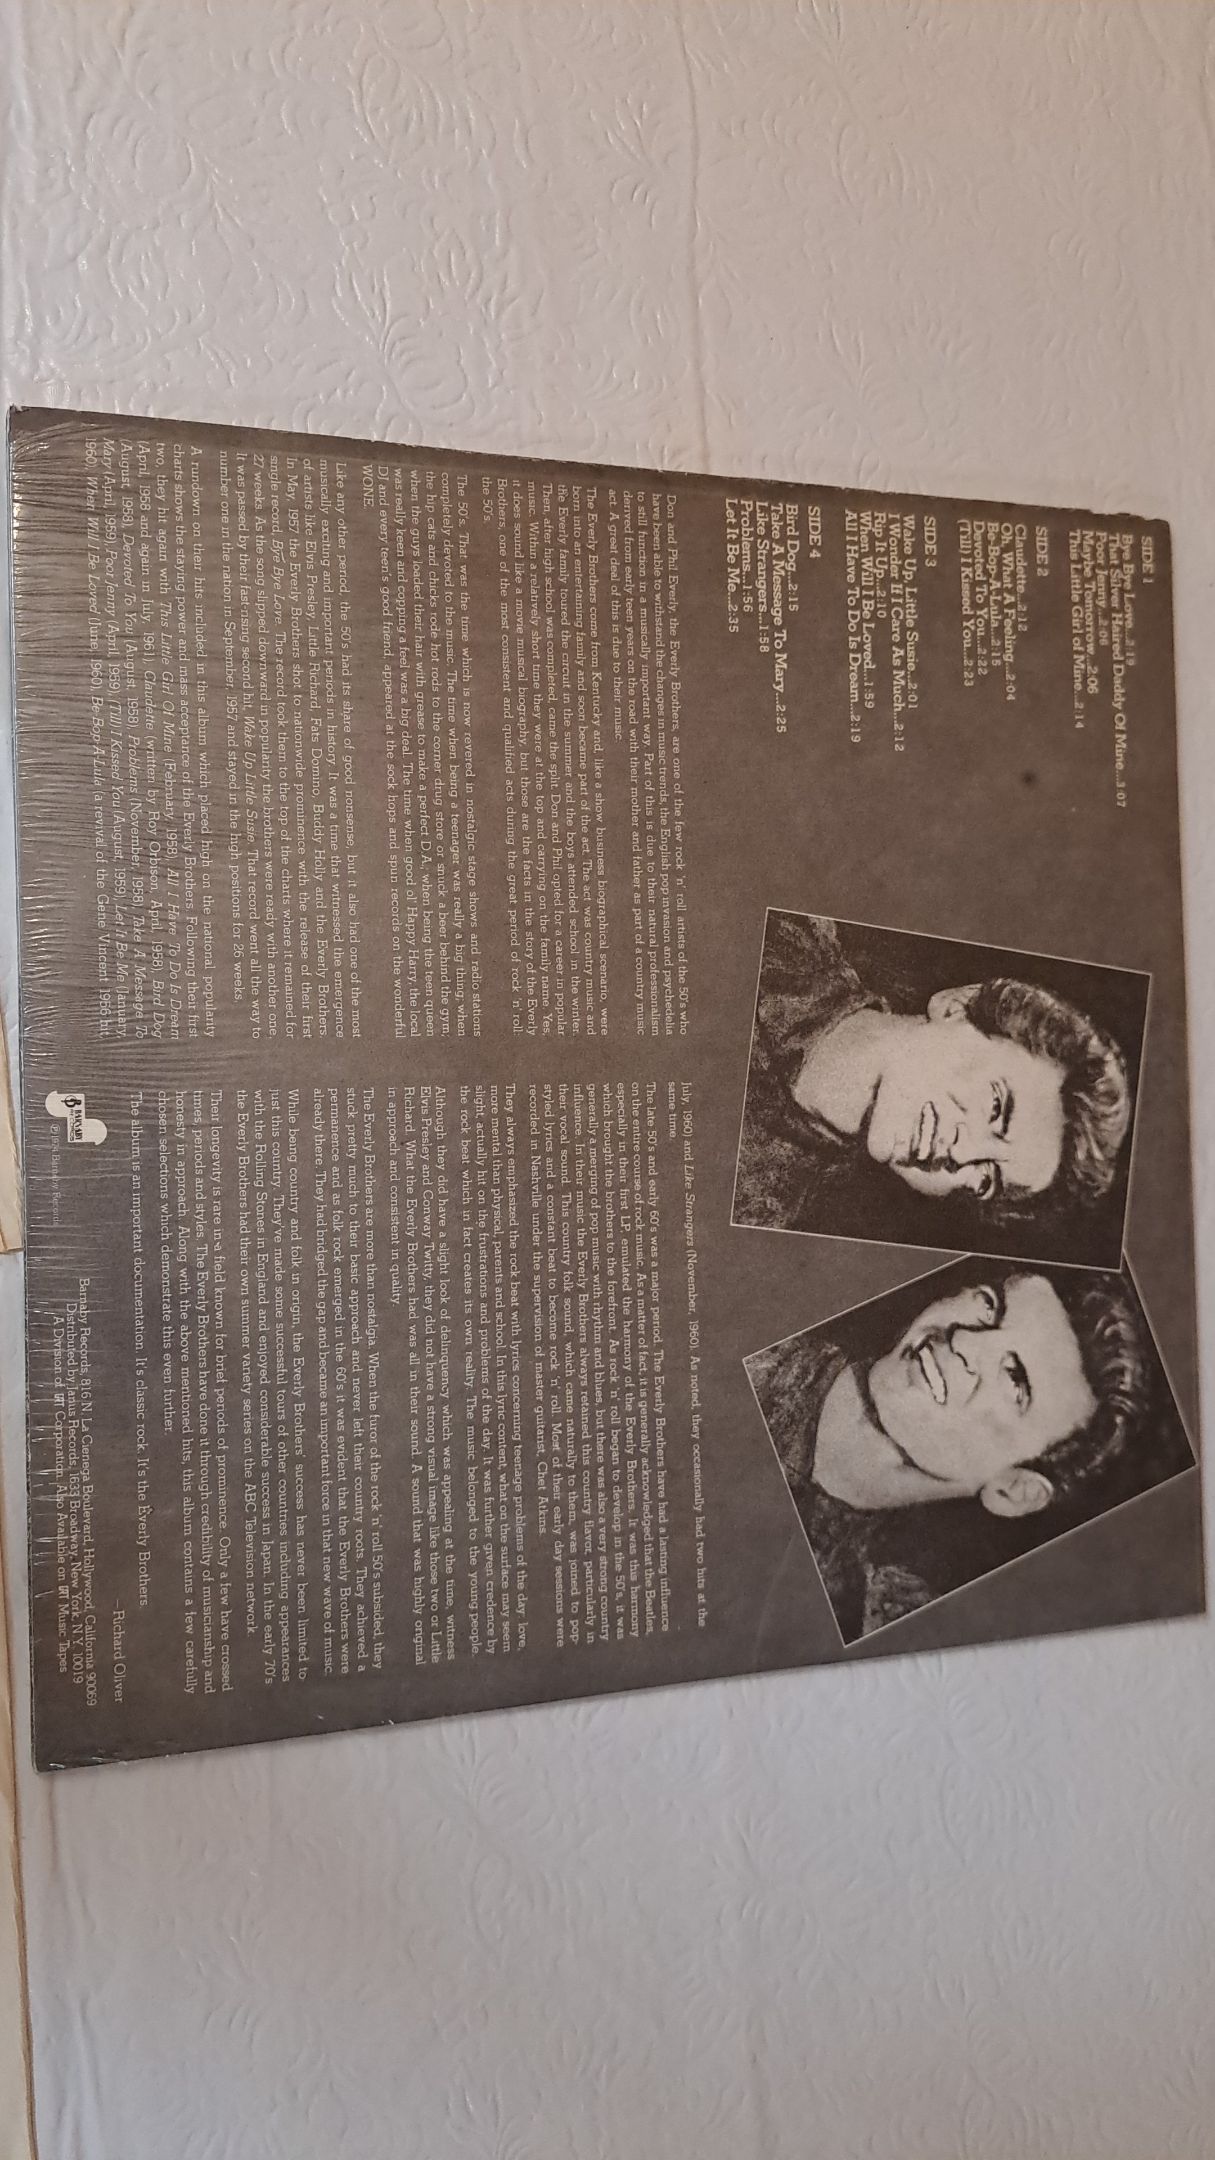 SIDE 1
Bye Bye Love...2:19
That Silver Haired Daddy Of Mine...3:07
Poor Jenny...2:06
Maybe Tomorrow...2:06
This Little Girl of Mine...2:14
SIDE 2
Claudette...2:12
Oh, What A Feeling...2:04
Be-Bop-A-Lula...2:15
Devoted To You...2:22
(Till) I Kissed You...2:23
SIDE 3
Wake Up, Little Susie...2:01
I Wonder If I Care As Much...2:12
Rip It Up...2:10
When Will I Be Loved...1:59
All I Have To Do Is Dream...2:19
SIDE 4
Bird Dog...2:15
Take A Message To Mary...2:25
Like Strangers...1:58
Problems...1:56
Let It Be Me...2:35
Don and Phil Everly, the Everly Brothers, are one of the few rock 'n' roll artists of the 50's who
have been able to withstand the changes in music trends, the English pop invasion and psychedelia
to still function in a musically important way. Part of this is due to their natural professionalism
derived from early teen years on the road with their mother and father as part of a country music
act. A great deal of this is due to their music.
The Everly Brothers come from Kentucky and, like a show business biographical scenario, were
born into an entertaining family and soon became part of the act. The act was country music and
the Everly family toured the circuit in the summer and the boys attended school in the winter.
Then, after high school was completed, came the split. Don and Phil opted for a career in popular
music. Within a relatively short time they were at the top and carrying on the family name. Yes,
it does sound like a movie musical biography, but those are the facts in the story of the Everly
Brothers, one of the most consistent and qualified acts during the great period of rock 'n' roll:
the 50's.
The 50's. That was the time which is now revered in nostalgic stage shows and radio stations
completely devoted to the music. The time when being a teenager was really a big thing; when
the hip cats and chicks rode hot rods to the corner drug store or snuck a beer behind the gym,
when the guys loaded their hair with grease to make a perfect D.A., when being the teen queen
was really keen and copping a feel was a big deal. The time when good ol' Happy Harry, the local
DJ and every teen's good friend, appeared at the sock hops and spun records on the wonderful
WONE.
Like any other period, the 50's had its share of good nonsense, but it also had one of the most
musically exciting and important periods in history. It was a time that witnessed the emergence
of artists like Elvis Presley, Little Richard, Fats Domino, Buddy Holly and the Everly Brothers.
In May, 1957 the Everly Brothers shot to nationwide prominence with the release of their first
single record, Bye Bye Love. The record took them to the top of the charts where it remained for
27 weeks. As the song slipped downward in popularity the brothers were ready with another one.
It was passed by their fast-rising second hit, Wake Up Little Susie. That record went all the way to
number one in the nation in September, 1957 and stayed in the high positions for 26 weeks.
A rundown on their hits included in this album which placed high on the national popularity
charts shows the staying power and mass acceptance of the Everly Brothers. Following their first
two, they hit again with This Little Girl Of Mine (February, 1958), All I Have To Do Is Dream
(April, 1958 and again in July, 1961), Claudette (written by Roy Orbison, April, 1958), Bird Dog
(August, 1958), Devoted To You (August, 1958), Problems (November, 1958), Take A Message To
Mary (April, 1959), Poor Jenny (April, 1959), (Till) I Kissed You (August, 1959), Let It Be Me (January,
1960), When Will I Be Loved (June, 1960), Be-Bop-A-Lula (a revival of the Gene Vincent 1956 hit,
July, 1960) and Like Strangers (November, 1960). As noted, they occasionally had two hits at the
same time.
The late 50's and early 60's was a major period. The Everly Brothers have had a lasting influence
on the entire course of rock music. As a matter of fact, it is generally acknowledged that the Beatles,
especially in their first LP, emulated the harmony of the Everly Brothers. It was this harmony
which brought the brothers to the forefront. As rock 'n' roll began to develop in the 50's, it was
generally a merging of pop music with rhythm and blues, but there was also a very strong country
influence. In their music the Everly Brothers always retained this country flavor, particularly in
their vocal sound. This country folk sound, which came naturally to them, was joined to pop-
styled lyrics and a constant beat to become rock 'n' roll. Most of their early day sessions were
recorded in Nashville under the supervision of master guitarist, Chet Atkins.
They always emphasized the rock beat with lyrics concerning teenage problems of the day: love,
more mental than physical, parents and school. In this lyric content, what on the surface may seem
slight, actually hit on the frustrations and problems of the day. It was further given credence by
the rock beat which in fact creates its own reality. The music belonged to the young people.
Although they did have a slight look of delinquency which was appealing at the time, witness
Elvis Presley and Conway Twitty, they did not have a strong visual image like those two or Little
Richard. What the Everly Brothers had was all in their sound. A sound that was highly original
in approach and consistent in quality.
The Everly Brothers are more than nostalgia. When the furor of the rock 'n' roll 50's subsided, they
stuck pretty much to their basic approach and never left their country roots. They achieved a
permanence and as folk rock emerged in the 60's it was evident that the Everly Brothers were
already there. They had bridged the gap and became an important force in that new wave of music.
While being country and folk in origin, the Everly Brothers' success has never been limited to
just this country. They've made some successful tours of other countries including appearances
with the Rolling Stones in England and enjoyed considerable success in Japan. In the early 70's
the Everly Brothers had their own summer variety series on the ABC Television network.
Their longevity is rare in a field known for brief periods of prominence. Only a few have crossed
times, periods and styles. The Everly Brothers have done it through credibility of musicianship and
honesty in approach. Along with the above mentioned hits, this album contains a few carefully
chosen selections which demonstrate this even further.
The album is an important documentation. It's classic rock. It's the Everly Brothers.
—Richard Oliver
BARNABY
℗ 1974 Barnaby Records
Barnaby Records, 816 N. La Cienega Boulevard, Hollywood, California 90069
Distributed by Janus Records, 1633 Broadway, New York, N.Y. 10019
A Division of GRT Corporation. Also Available on GRT Music Tapes